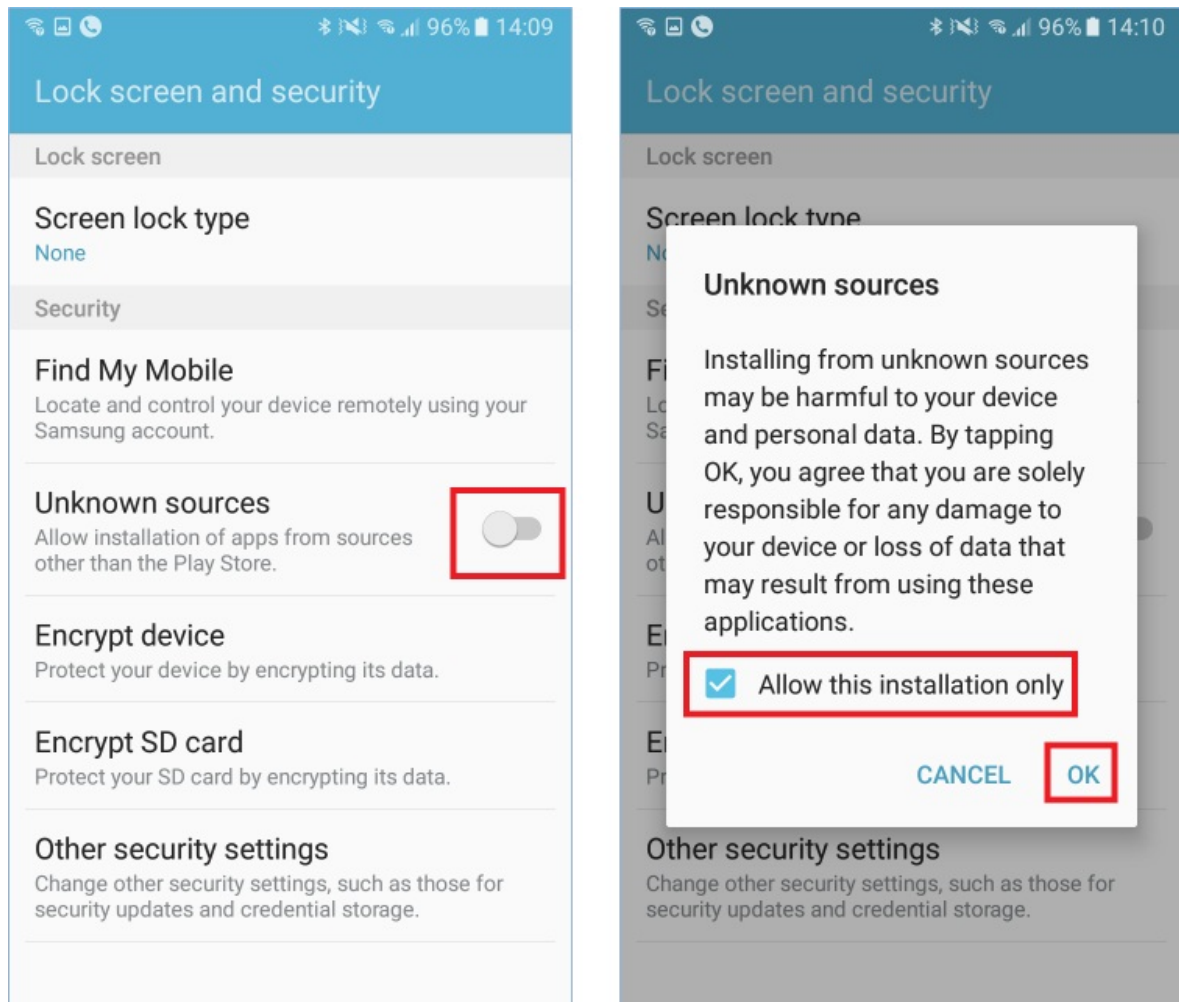 96% 14:09
Lock screen and security
Lock screen
Screen lock type
None
Security
Find My Mobile
Locate and control your device remotely using your
Samsung account.
Unknown sources
Allow installation of apps from sources
other than the Play Store.
Encrypt device
Protect your device by encrypting its data.
Encrypt SD card
Protect your SD card by encrypting its data.
Other security settings
Change other security settings, such as those for
security updates and credential storage.
96% 14:10
Lock screen and security
Lock screen
Screen lock type
Unknown sources
Installing from unknown sources
may be harmful to your device
and personal data. By tapping
OK, you agree that you are solely
responsible for any damage to
your device or loss of data that
may result from using these
applications.
Allow this installation only
CANCEL OK
Other security settings
Change other security settings, such as those for
security updates and credential storage.